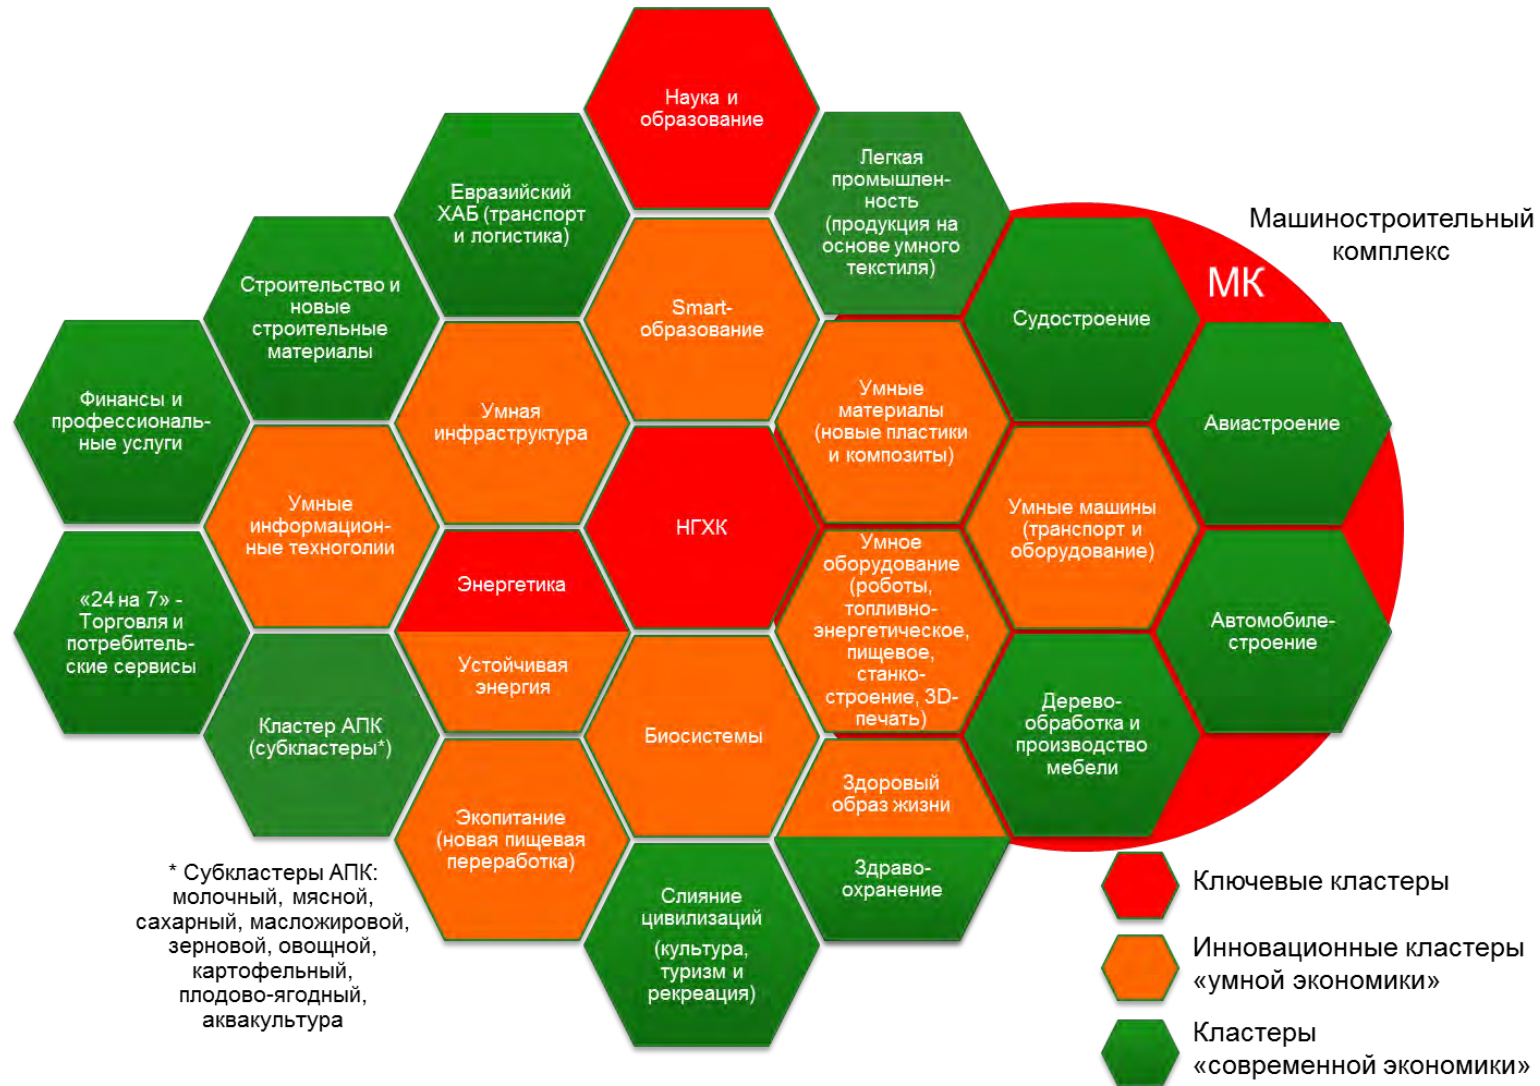 Наука и
образование
Легкая
промышлен-
ность
(продукция на
основе умного
текстиля)
Евразийский
ХАБ (транспорт
и логистика)
Машиностроительный
комплекс
МК
Строительство и
новые
строительные
материалы
Smart-
образование
Судостроение
Финансы и
профессиональ-
ные услуги
Умная
инфраструктура
Умные
материалы
(новые пластики
и композиты)
Авиастроение
Умные
информацион-
ные техноголии
НГХК
Умные машины
(транспорт и
оборудование)
Энергетика
Умное
оборудование
(роботы,
топливно-
энергетическое,
пищевое,
станко-
строение, 3D-
печать)
«24 на 7» -
Торговля и
потребитель-
ские сервисы
Автомобиле-
строение
Устойчивая
энергия
Кластер АПК
(субкластеры*)
Биосистемы
Дерево-
обработка и
производство
мебели
Здоровый
образ жизни
Экопитание
(новая пищевая
переработка)
Здраво-
охранение
Слияние
цивилизаций
(культура,
туризм и
рекреация)
* Субкластеры АПК:
молочный, мясной,
сахарный, масложировой,
зерновой, овощной,
картофельный,
плодово-ягодный,
аквакультура
Ключевые кластеры
Инновационные кластеры
«умной экономики»
Кластеры
«современной экономики»